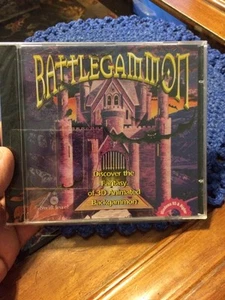 BATTLEGAMMON
Discover the
Fantasy
of 3D Animated
Backgammon